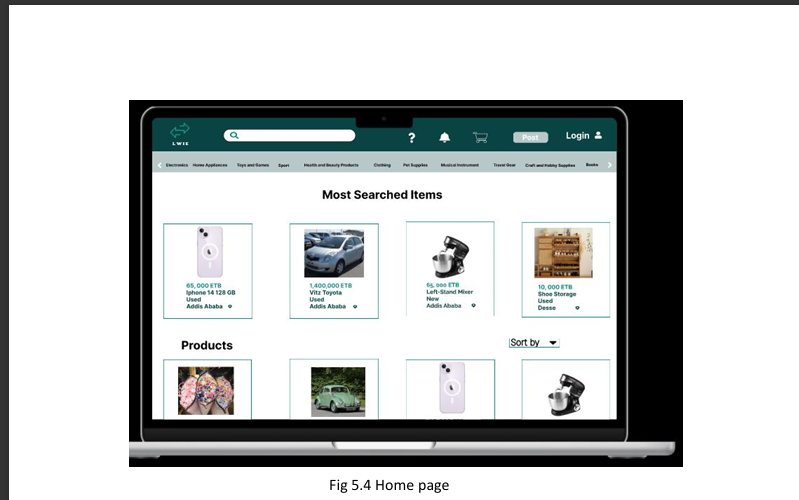 LWIE
?
Post
Login
Electronics Home Appliances Toys and Games Sport Health and Beauty Products Clothing Pet Supplies Musical Instrument Travel Gear Craft and Hobby Supplies Books
Most Searched Items
65, 000 ETB
Iphone 14 128 GB
Used
Addis Ababa
1,400,000 ETB
Vitz Toyota
Used
Addis Ababa
65, 000 ETB
Left-Stand Mixer
New
Addis Ababa
10, 000 ETB
Shoe Storage
Used
Desse
Products
Sort by
Fig 5.4 Home page